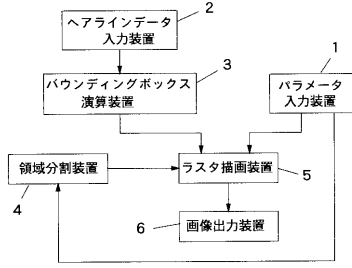 ヘアラインデータ
入力装置
2
1
バウンディングボックス
演算装置
3
パラメータ
入力装置
領域分割装置
4
ラスタ描画装置
5
6
画像出力装置